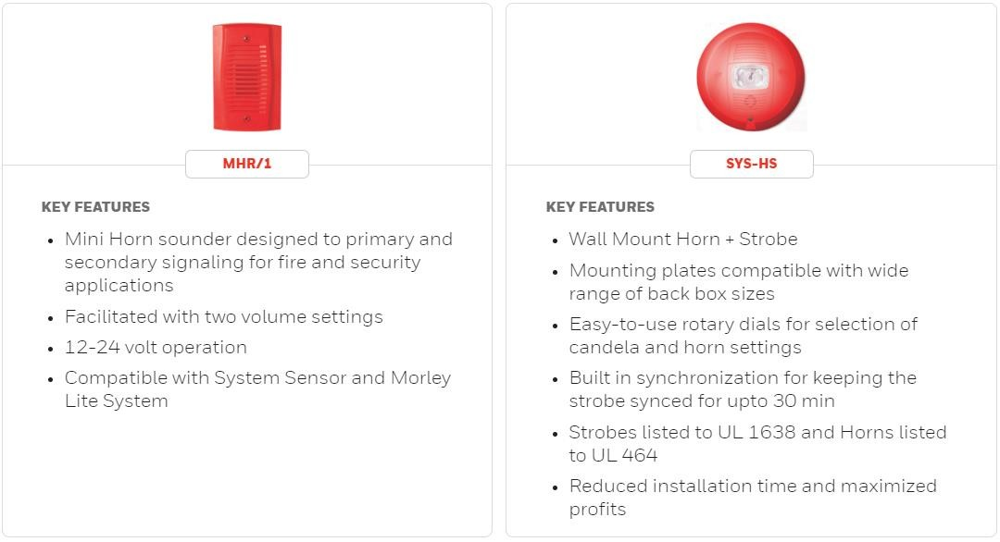 MHR/1
KEY FEATURES
• Mini Horn sounder designed to primary and
secondary signaling for fire and security
applications
• Facilitated with two volume settings
• 12-24 volt operation
• Compatible with System Sensor and Morley
Lite System
SYS-HS
KEY FEATURES
• Wall Mount Horn + Strobe
• Mounting plates compatible with wide
range of back box sizes
• Easy-to-use rotary dials for selection of
candela and horn settings
• Built in synchronization for keeping the
strobe synced for upto 30 min
• Strobes listed to UL 1638 and Horns listed
to UL 464
• Reduced installation time and maximized
profits